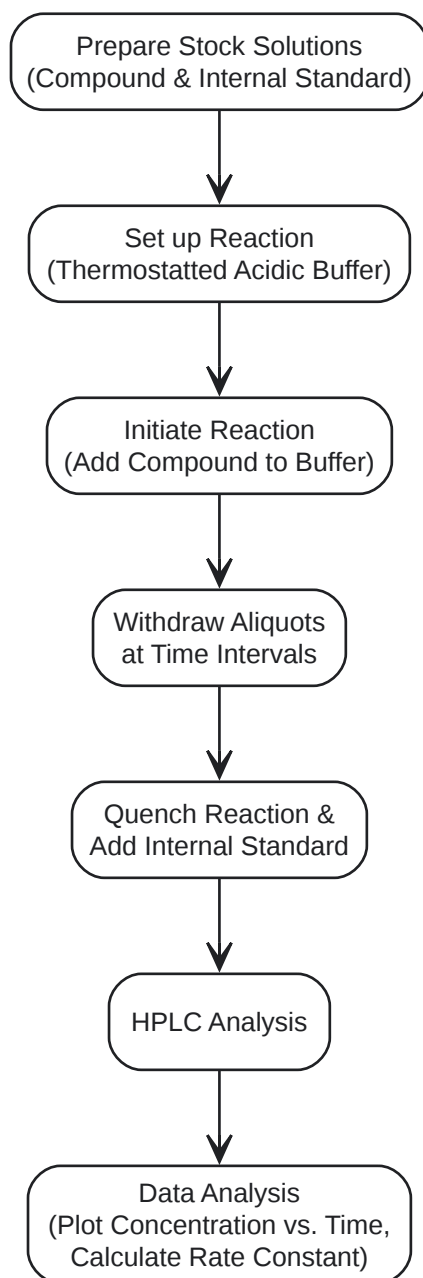 Prepare Stock Solutions
(Compound & Internal Standard)
Set up Reaction
(Thermostatted Acidic Buffer)
Initiate Reaction
(Add Compound to Buffer)
Withdraw Aliquots
at Time Intervals
Quench Reaction &
Add Internal Standard
HPLC Analysis
Data Analysis
(Plot Concentration vs. Time,
Calculate Rate Constant)